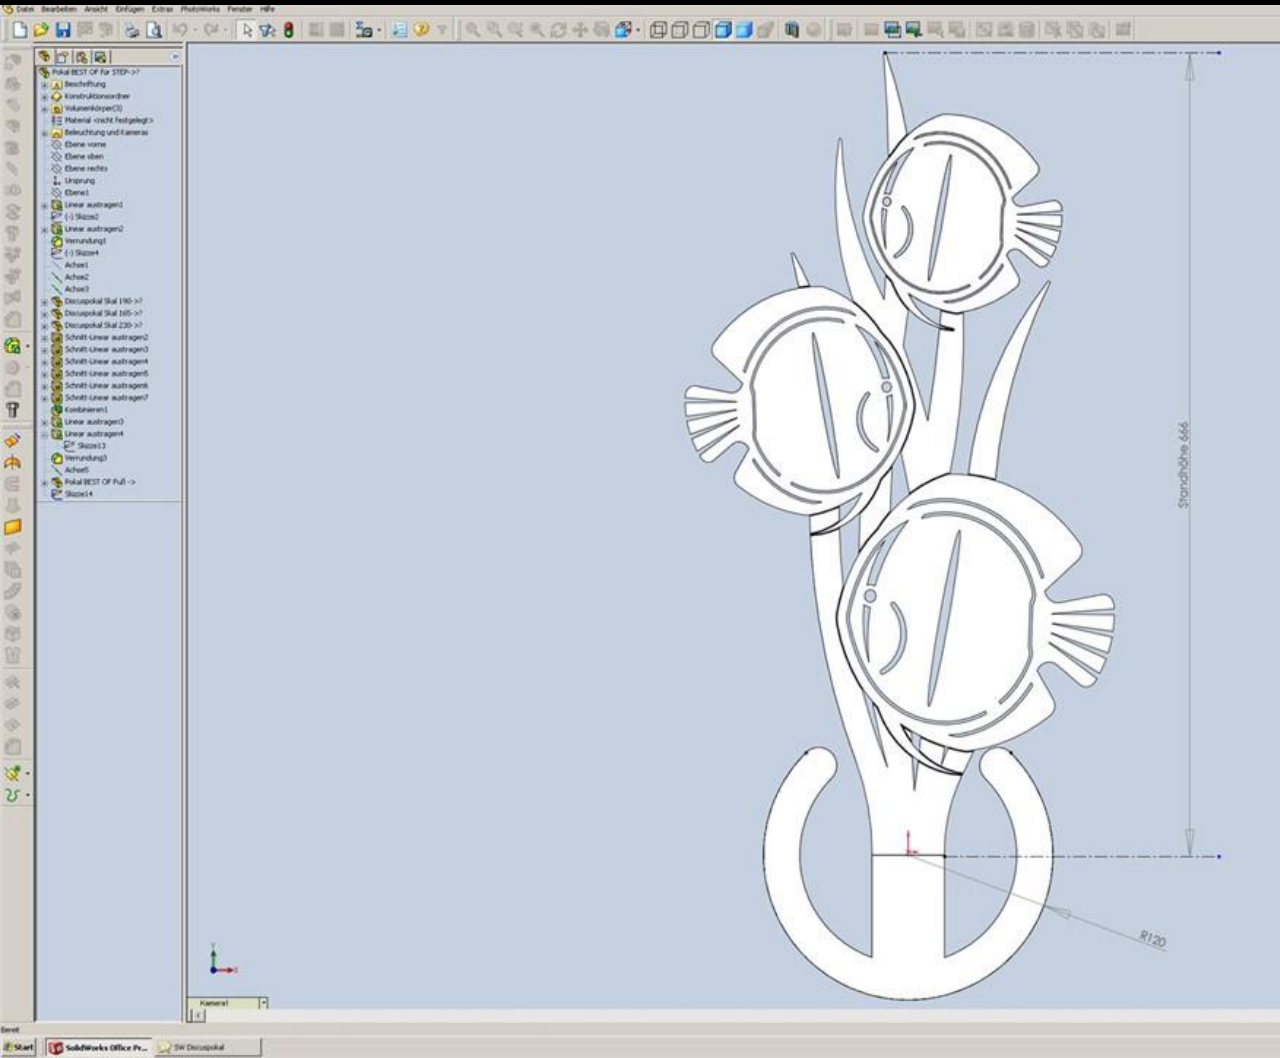 Datei Bearbeiten Ansicht Einfügen Extras PhotoWorks Fenster Hilfe
Pokal BEST OF für STEP->?
Beschriftung
Konstruktionsordner
Volumenkörper(3)
Material <nicht festgelegt>
Beleuchtung und Kameras
Ebene vorne
Ebene oben
Ebene rechts
Ursprung
Ebene1
Linear austragen1
(-) Skizze2
Linear austragen2
Verrundung1
(-) Skizze4
Achse1
Achse2
Achse3
Discuspokal Skal 190->?
Discuspokal Skal 165->?
Discuspokal Skal 230->?
Schnitt-Linear austragen2
Schnitt-Linear austragen3
Schnitt-Linear austragen4
Schnitt-Linear austragen5
Schnitt-Linear austragen6
Schnitt-Linear austragen7
Kombinieren1
Linear austragen3
Linear austragen4
Skizze13
Verrundung3
Achse5
Pokal BEST OF Fuß ->
Skizze14
Standhöhe 666
R120
Y
X
Kamera1
Bereit
Start
SolidWorks Office Pr...
SW Discuspokal